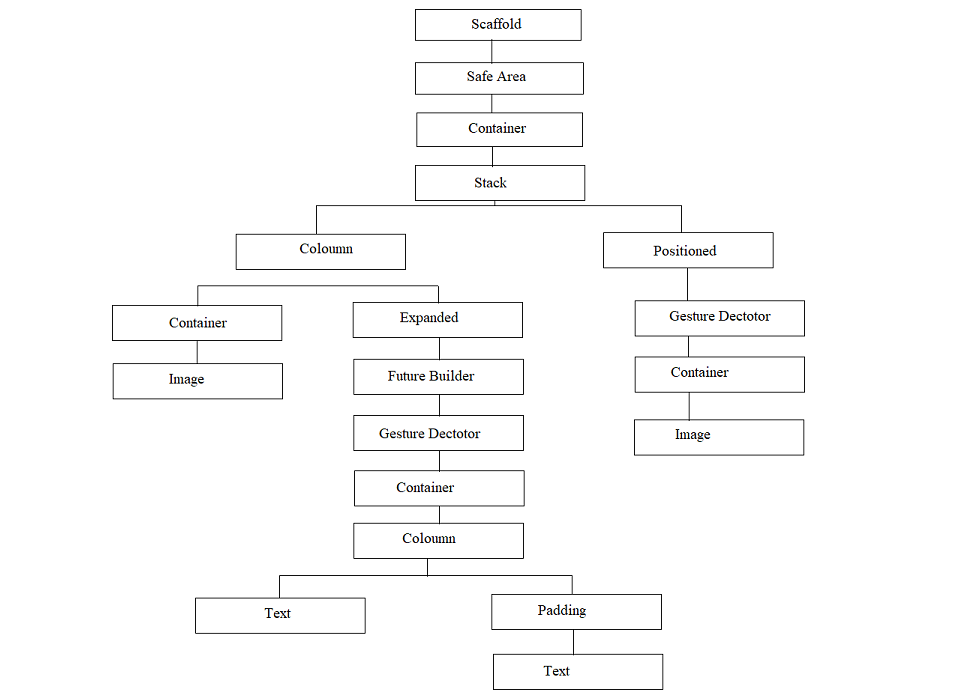 Scaffold
Safe Area
Container
Stack
Coloumn
Positioned
Container
Expanded
Gesture Dectotor
Image
Future Builder
Container
Gesture Dectotor
Image
Container
Coloumn
Text
Padding
Text